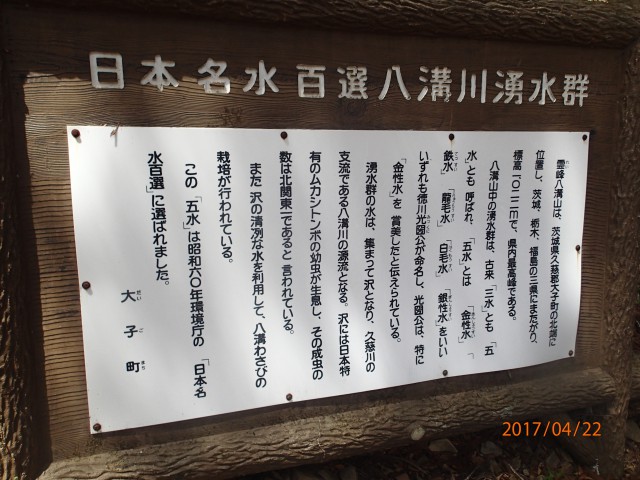 日本名水百選八溝川湧水群
霊峰八溝山は、茨城県久慈郡大子町の北端に
位置し、茨城、栃木、福島の三県にまたがり、
標高一〇二二mで、県内最高峰である。
八溝山中の湧水群は、古来「三水」とも「五
水」とも呼ばれ、「五水」とは「金性水」「
鉄水」「龍毛水」「白毛水」「銀性水」をいい
いずれも徳川光圀公が命名し、光圀公は、特に
「金性水」を賞美したと伝えられている。
湧水群の水は、集まって沢となり、久慈川の
支流である八溝川の源流となる。沢には日本特
有のムカシトンボの幼虫が生息し、その成虫の
数は北関東一であると言われている。
また沢の清冽な水を利用して、八溝わさびの
栽培が行われている。
この「五水」は昭和六〇年環境庁の「日本名
水百選」に選ばれました。
大子町
2017/04/22